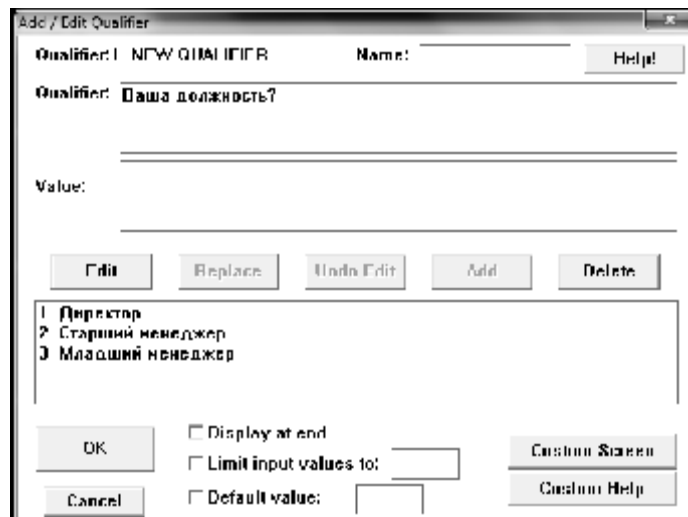 Add / Edit Qualifier
Qualifier: NEW QUALIFIER Name: Help!
Qualifier: Ваша должность?
Value:
Edit Replace Undo Edit Add Delete
1 Директор
2 Старший менеджер
3 Младший менеджер
OK
Display at end
Limit input values to:
Custom Screen
Cancel
Default value:
Custom Help